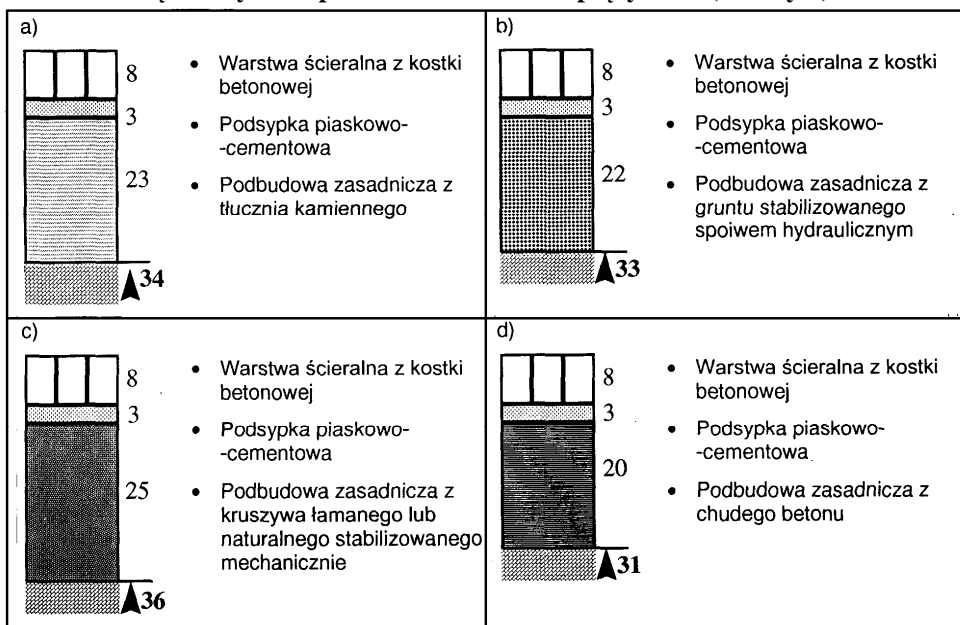 a)
8
3
23
34
• Warstwa ścieralna z kostki
betonowej
• Podsypka piaskowo-
-cementowa
• Podbudowa zasadnicza z
tłucznia kamiennego
b)
8
3
22
33
• Warstwa ścieralna z kostki
betonowej
• Podsypka piaskowo-
-cementowa
• Podbudowa zasadnicza z
gruntu stabilizowanego
spoiwem hydraulicznym
c)
8
3
25
36
• Warstwa ścieralna z kostki
betonowej
• Podsypka piaskowo-
-cementowa
• Podbudowa zasadnicza z
kruszywa łamanego lub
naturalnego stabilizowanego
mechanicznie
d)
8
3
20
31
• Warstwa ścieralna z kostki
betonowej
• Podsypka piaskowo-
-cementowa
• Podbudowa zasadnicza z
chudego betonu